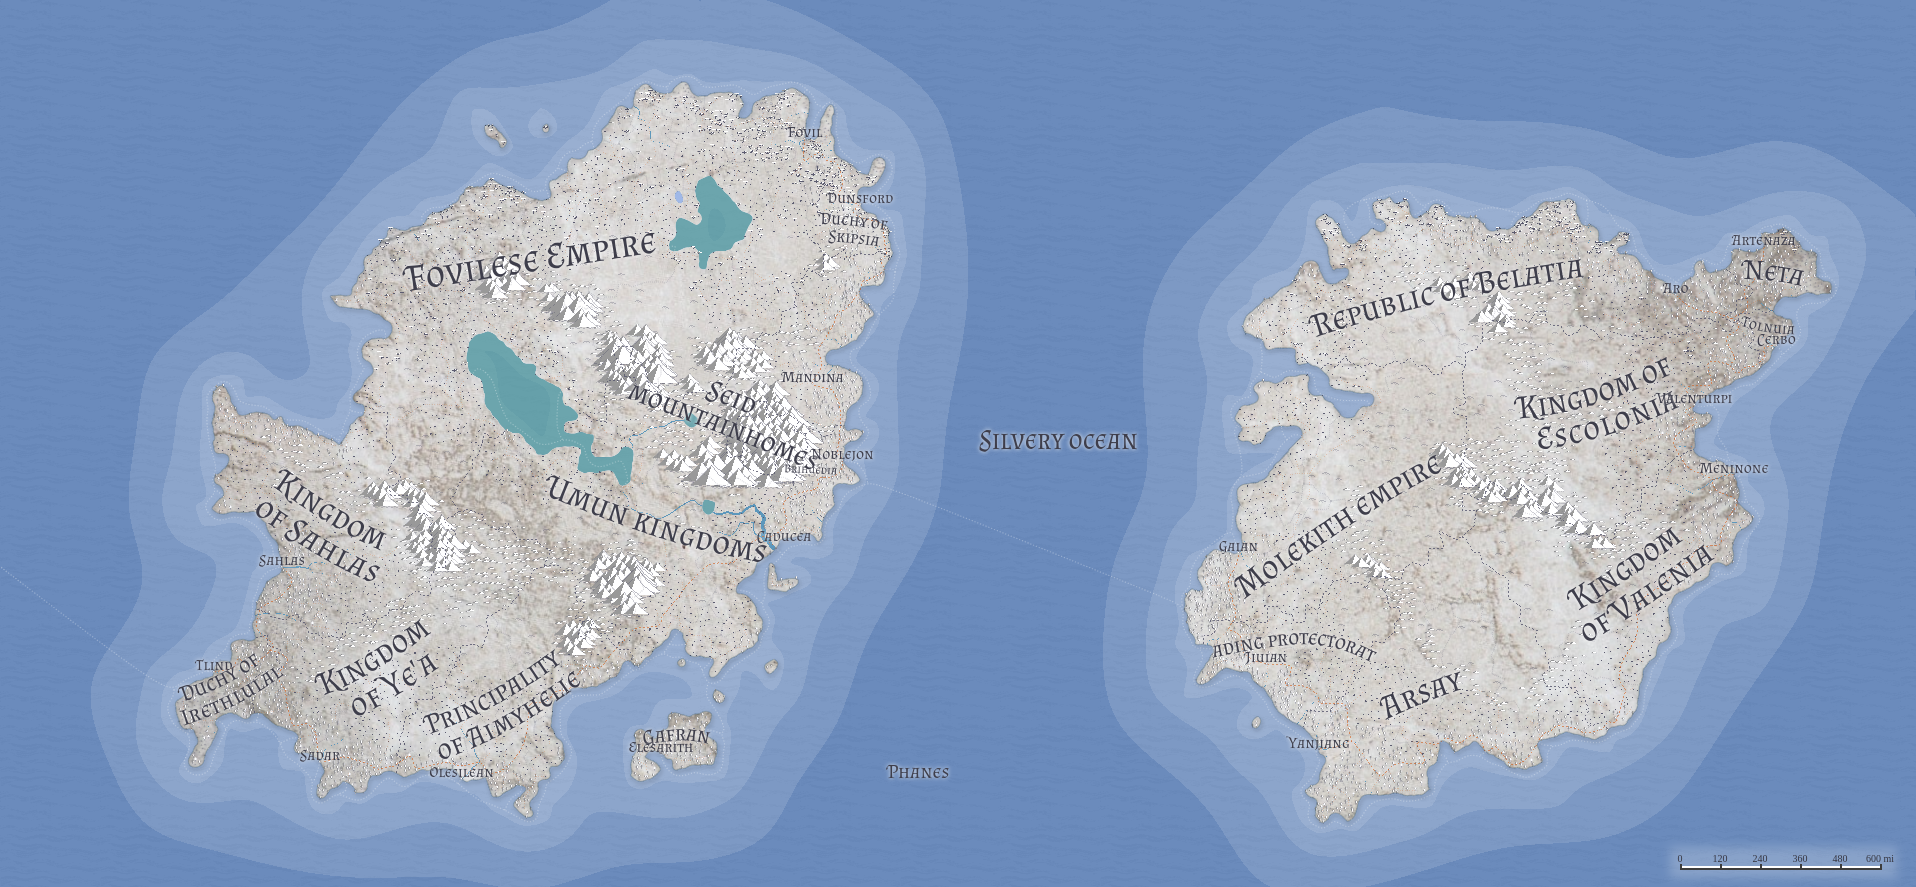 Fovil
Dunsford
Duchy of
Skipsia
Fovilese Empire
Mandina
Seid
Mountainhomes
Noblejon
Umun kingdoms
Caducea
Kingdom
of Sahlas
Sahlas
Kingdom
of Ye'a
Tlind
Duchy of
Irethlulal
Principality
of Aimyhelie
Sadar
Olesilean
Gafran
Elesarith
Silvery ocean
Phanes
Republic of Belatia
Artenaza
Neta
Aro
Tolnuia
Cerbo
Kingdom of
Escolonia
Valenturpi
Meninone
Molekith empire
Gaian
Kingdom
of Valenia
ading protectorat
Jiuian
Arsay
Yanjiang
0 120 240 360 480 600 mi